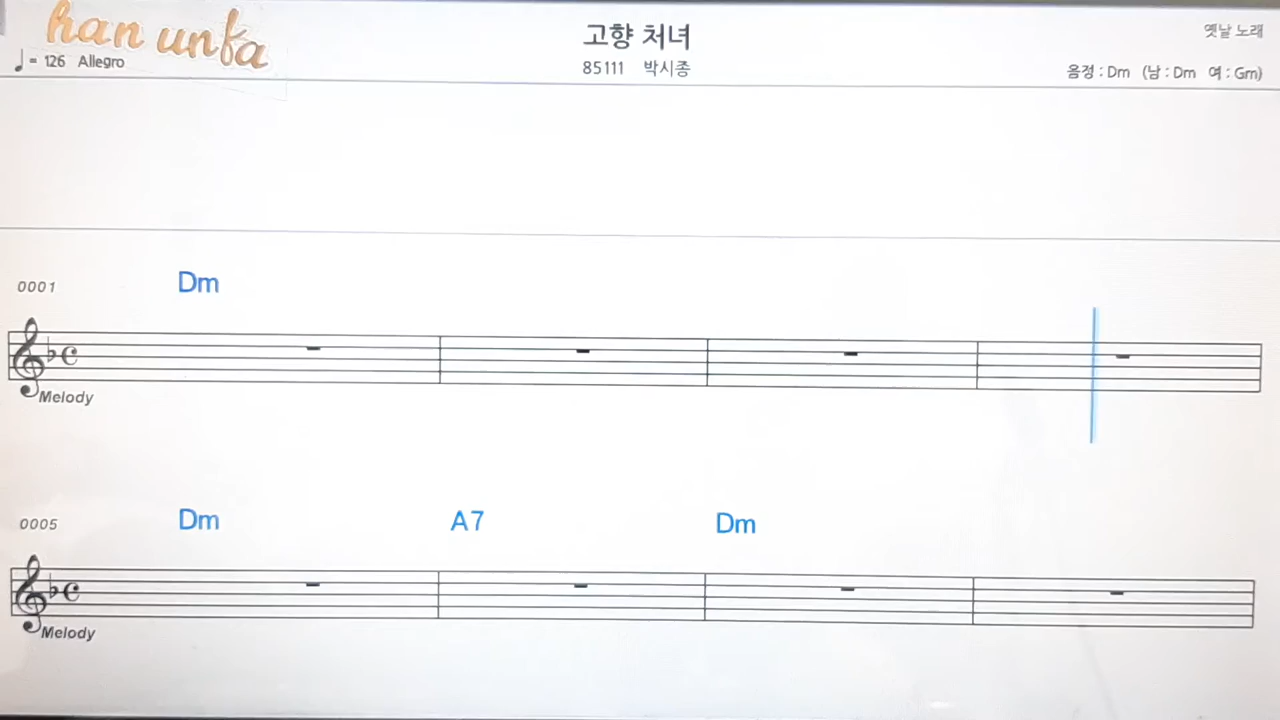 han unfa
고향 처녀
옛날 노래
♩ = 126 Allegro
85111 박시종
음정 : Dm (남 : Dm 여 : Gm)
0001
Dm
Melody
0005
Dm A7 Dm
Melody